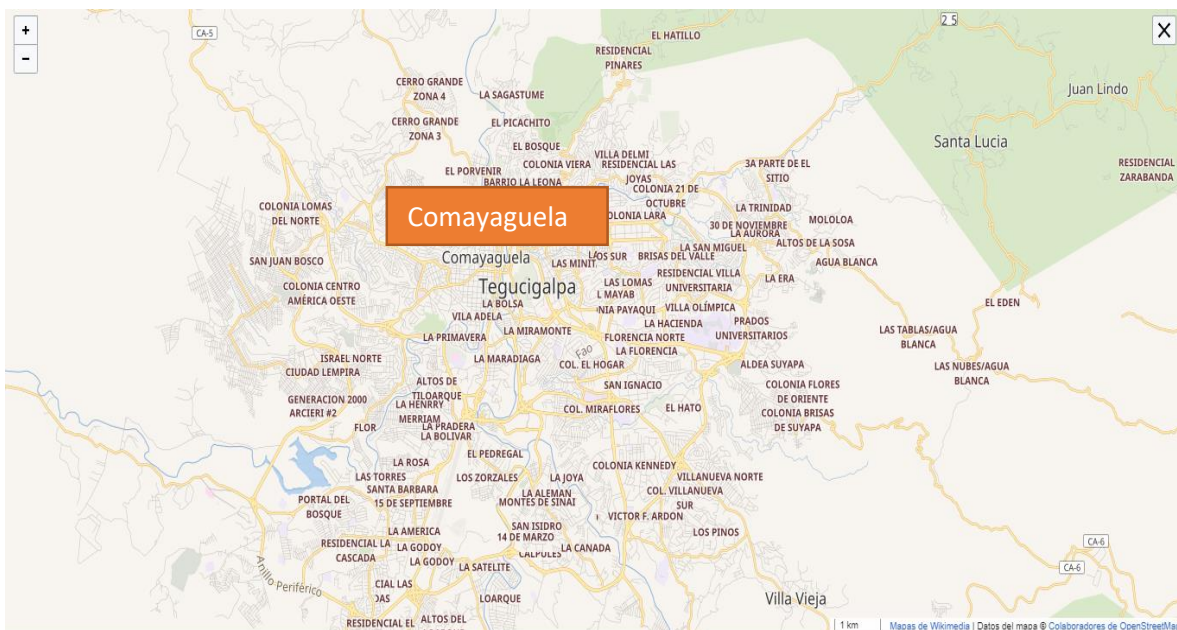 +
-
CA-5
2 5
X
EL HATILLO
RESIDENCIAL
PINARES
CERRO GRANDE
ZONA 4
LA SAGASTUME
Juan Lindo
CERRO GRANDE
ZONA 3
EL PICACHITO
Santa Lucia
EL BOSQUE
COLONIA VIERA
VILLA DELMI
RESIDENCIAL LAS
JOYAS
3A PARTE DE EL
SITIO
RESIDENCIAL
ZARABANDA
EL PORVENIR
BARRIO LA LEONA
COLONIA 21 DE
OCTUBRE
COLONIA LOMAS
DEL NORTE
Comayaguela
OLONIA LARA
LA TRINIDAD
30 DE NOVIEMBRE
MOLOLOA
LA AURORA
ALTOS DE LA SOSA
SAN JUAN BOSCO
Comayaguela
LAS MINIT.
OS SUR
BRISAS DEL VALLE
LA SAN MIGUEL
AGUA BLANCA
COLONIA CENTRO
AMÉRICA OESTE
Tegucigalpa
LAS LOMAS
L MAYAB
RESIDENCIAL VILLA
UNIVERSITARIA
LA ERA
EL EDEN
LA BOLSA
VILA ADELA
NIA PAYAQUI
VILLA OLÍMPICA
LA PRIMAVERA
LA MIRAMONTE
LA HACIENDA
FLORENCIA NORTE
PRADOS
UNIVERSITARIOS
LAS TABLAS/AGUA
BLANCA
ISRAEL NORTE
CIUDAD LEMPIRA
LA MARADIAGA
Fao
COL. EL HOGAR
LA FLORENCIA
ALDEA SUYAPA
LAS NUBES/AGUA
BLANCA
ALTOS DE
TILOARQUE
SAN IGNACIO
COLONIA FLORES
DE ORIENTE
GENERACION 2000
ARCIERI #2
LA HENRRY
MERRIAM
COL. MIRAFLORES
EL HATO
COLONIA BRISAS
DE SUYAPA
FLOR
LA PRADERA
LA BOLIVAR
EL PEDREGAL
LA ROSA
COLONIA KENNEDY
LAS TORRES
LOS ZORZALES
LA JOYA
VILLANUEVA NORTE
SANTA BARBARA
15 DE SEPTIEMBRE
LA ALEMAN
MONTES DE SINAI
COL. VILLANUEVA
SUR
PORTAL DEL
BOSQUE
VICTOR F. ARDON
LA AMERICA
SAN ISIDRO
14 DE MARZO
LOS PINOS
RESIDENCIAL LA
CASCADA
LA GODOY
LA GODOY
CALPULES
LA CANADA
CA-6
CA-6
Anillo Periférico
LA SATELITE
CIAL LAS
DAS
LOARQUE
Villa Vieja
RESIDENCIAL EL
ALTOS DEL
1 km
Mapas de Wikimedia | Datos del mapa © Colaboradores de OpenStreetMap